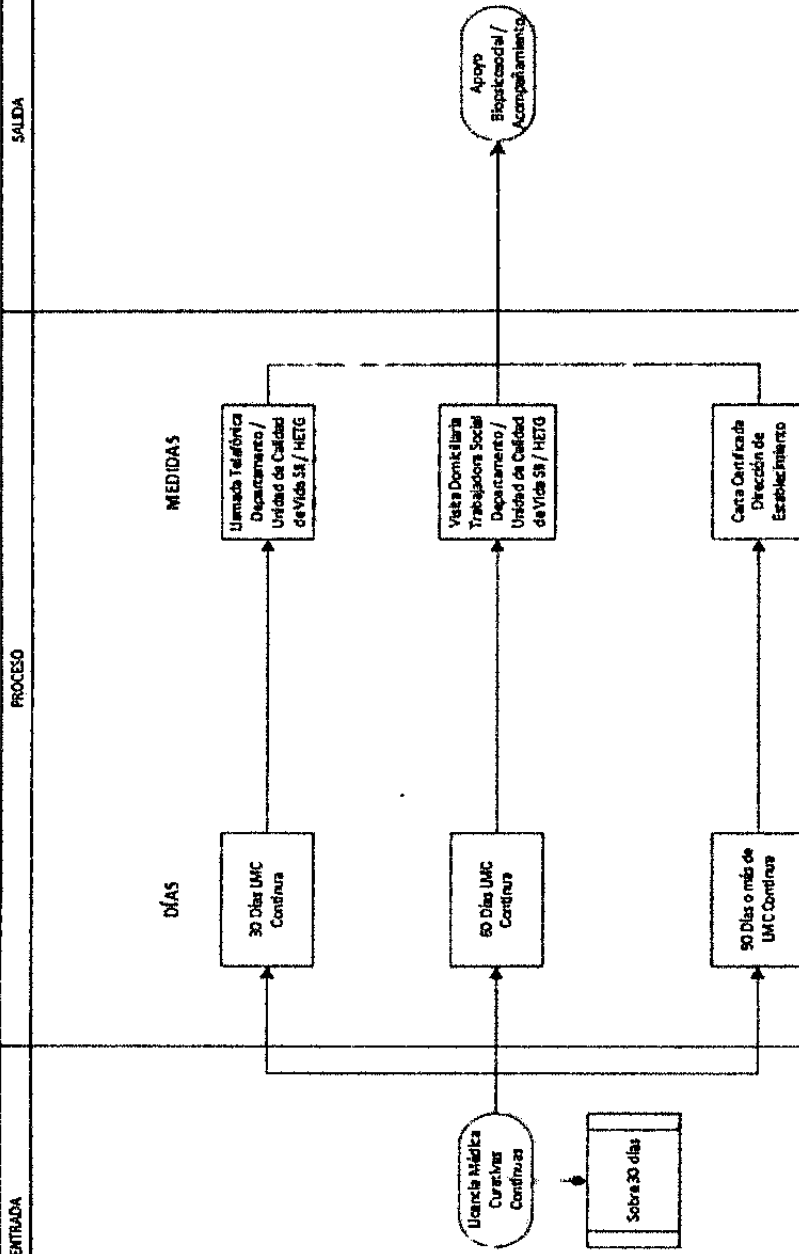 ENTRADA
PROCESO
SALIDA
DÍAS
MEDIDAS
Licencia Médica
Curativas
Continuas
Sobre 30 días
30 Días LMC
Continua
60 Días LMC
Continua
90 Días o más de
LMC Continua
Llamada Telefónica
Departamento /
Unidad de Calidad
de Vida SSI / HETG
Visita Domiciliaria
Trabajadora Social
Departamento /
Unidad de Calidad
de Vida SSI / HETG
Carta Certificada
Dirección de
Establecimiento
Apoyo
Biopsicosocial /
Acompañamiento